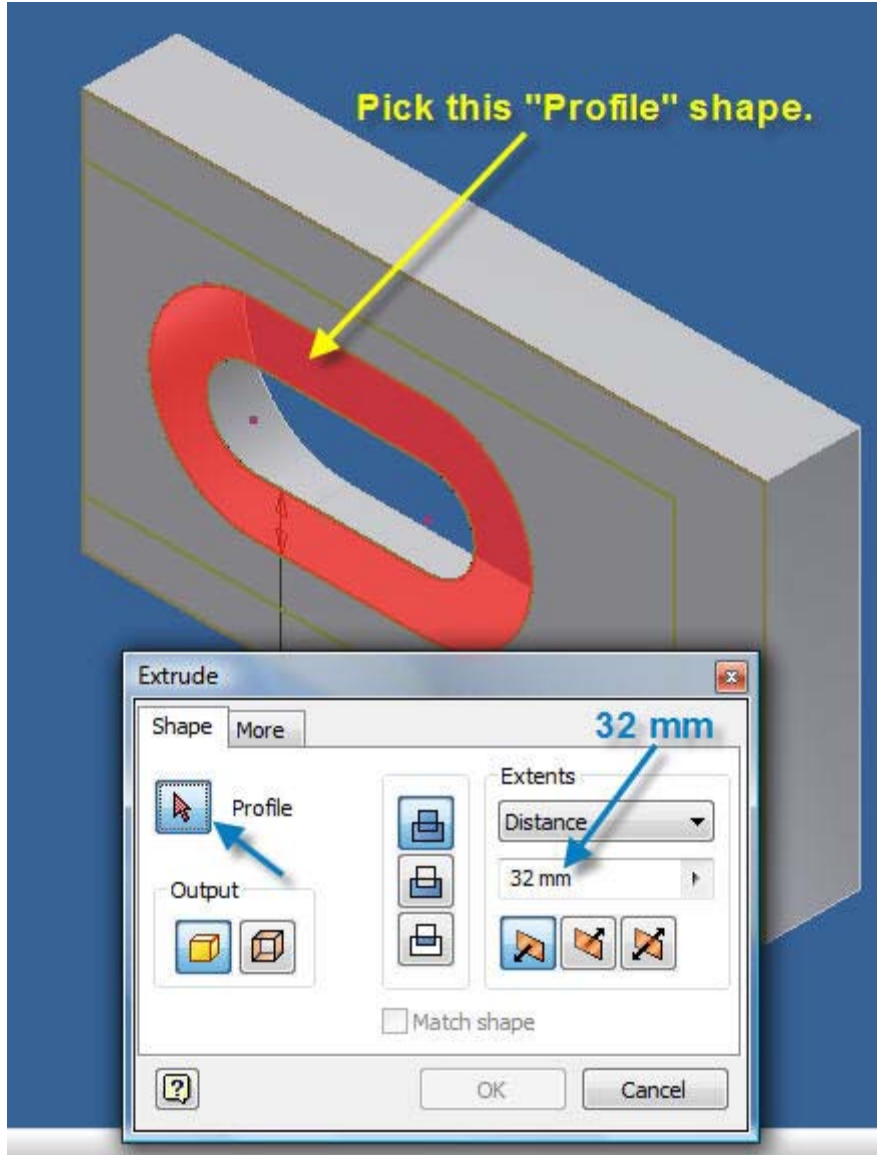 Pick this "Profile" shape.
Extrude
Shape
More
32 mm
Profile
Extents
Distance
32 mm
Output
Match shape
OK
Cancel